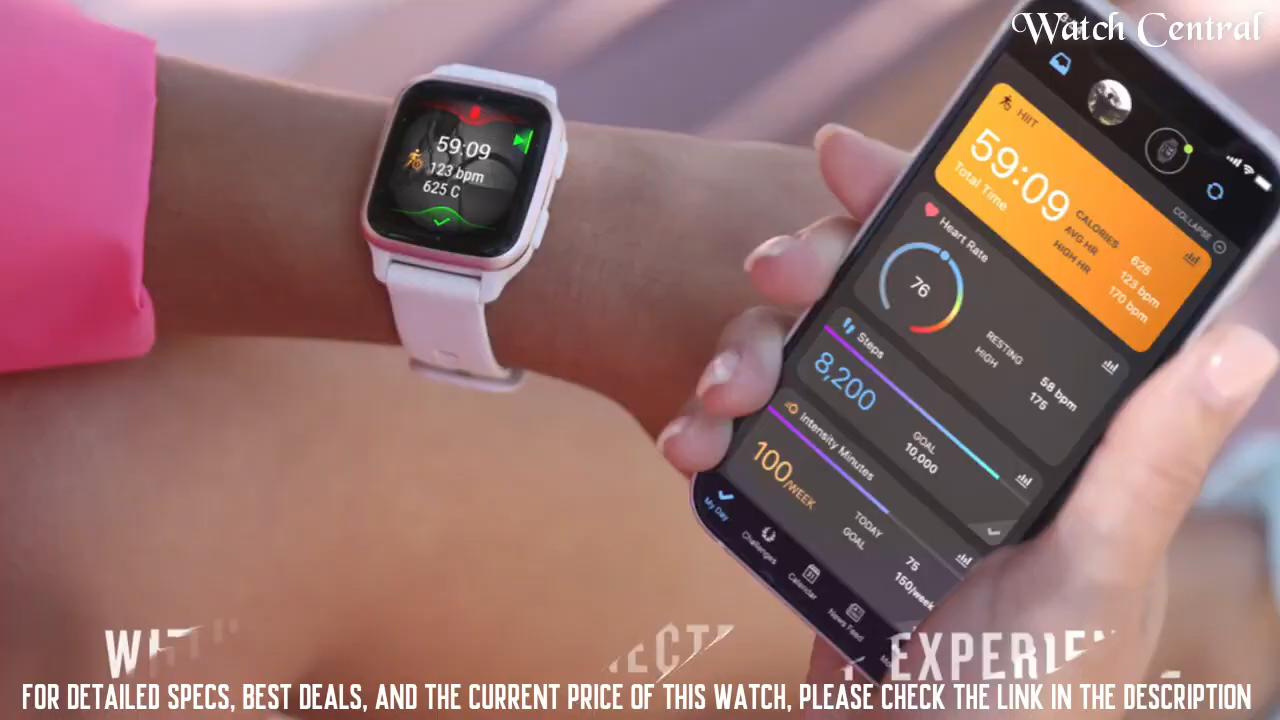 Watch Central
59:09
123 bpm
625 C
HIIT
59:09
Total Time
CALORIES 625
AVG HR 123 bpm
HIGH HR 170 bpm
COLLAPSE
Heart Rate
76
RESTING 58 bpm
HIGH 175
Steps
8,200
GOAL
10,000
Intensity Minutes
100/WEEK
TODAY 75
GOAL 150/week
My Day
Challenges
Calendar
31
News Feed
FOR DETAILED SPECS, BEST DEALS, AND THE CURRENT PRICE OF THIS WATCH, PLEASE CHECK THE LINK IN THE DESCRIPTION